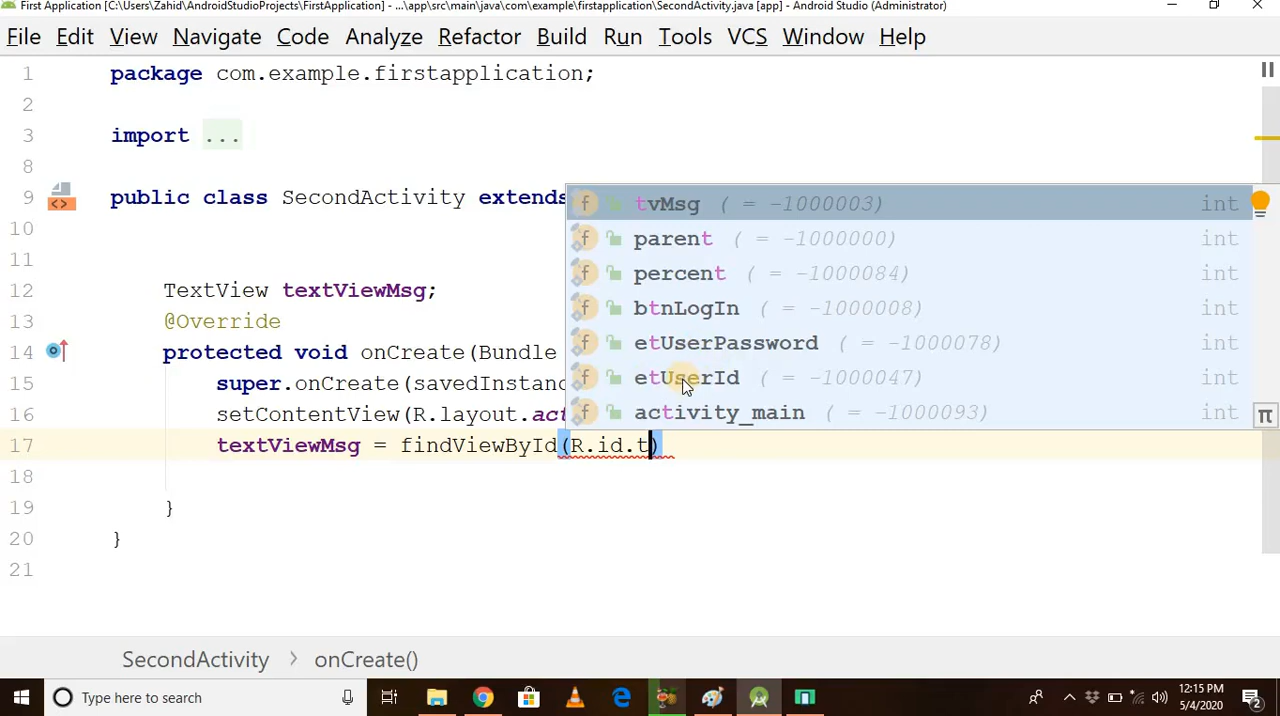 First Application [C:\Users\Zahid\AndroidStudioProjects\FirstApplication] - ...\app\src\main\java\com\example\firstapplication\SecondActivity.java [app] - Android Studio (Administrator)
File Edit View Navigate Code Analyze Refactor Build Run Tools VCS Window Help
1 package com.example.firstapplication;
2
3 import ...
8
9 public class SecondActivity extends
tvMsg ( = -1000003) int
10 parent ( = -1000000) int
11 percent ( = -1000084) int
12 TextView textViewMsg;
btnLogIn ( = -1000008) int
13 @Override
etUserPassword ( = -1000078) int
14 protected void onCreate(Bundle
15 super.onCreate(savedInstanc
etUserId ( = -1000047) int
16 setContentView(R.layout.act
activity_main ( = -1000093) int
17 textViewMsg = findViewById(R.id.t)
18
19 }
20 }
21
SecondActivity > onCreate()
Type here to search
12:15 PM
5/4/2020
2